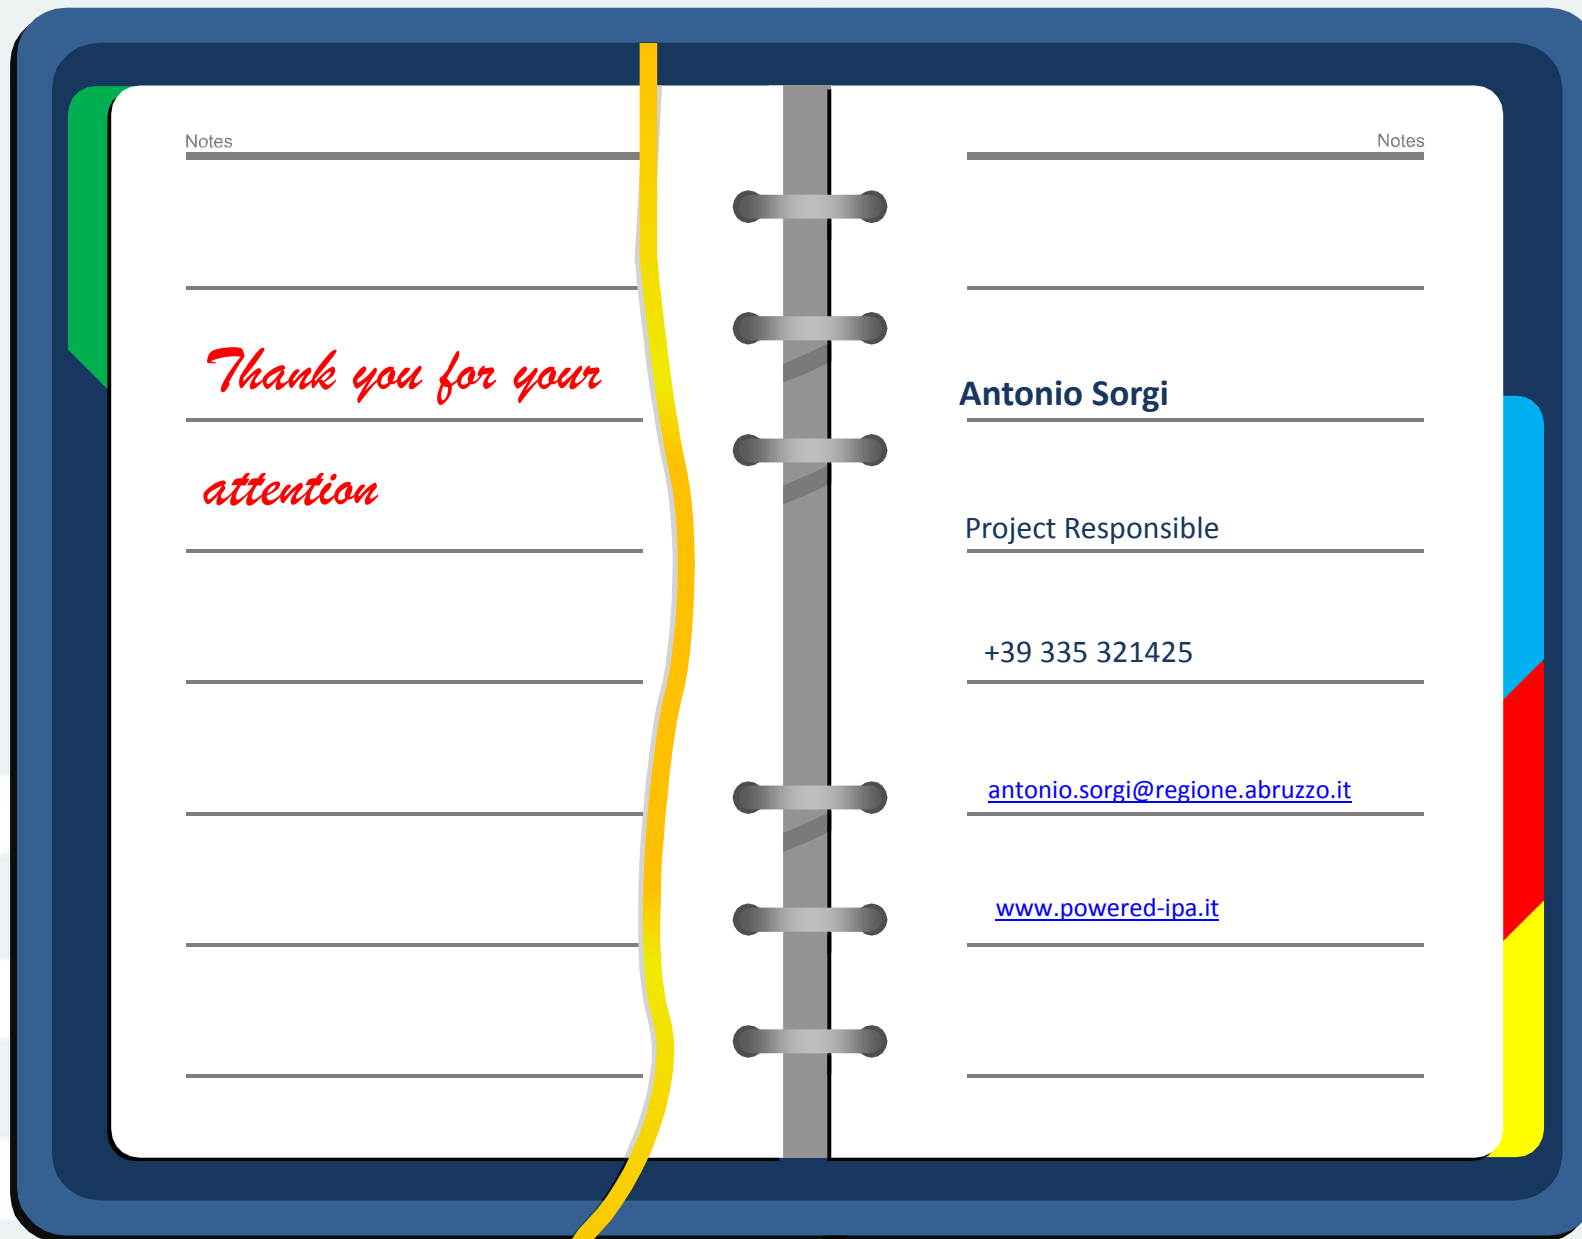 Notes
Thank you for your
attention
Notes
Antonio Sorgi
Project Responsible
+39 335 321425
antonio.sorgi@regione.abruzzo.it
www.powered-ipa.it